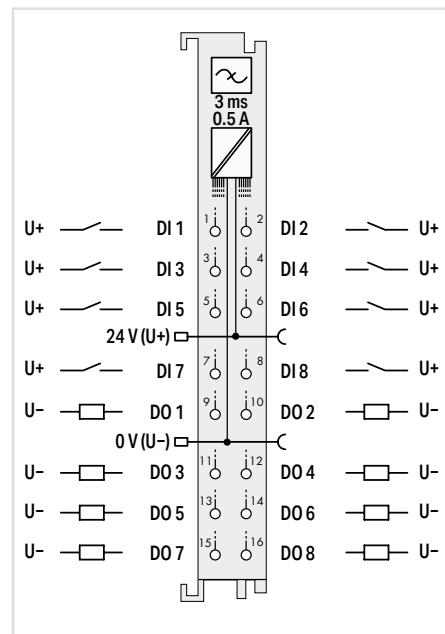 3 ms
0.5 A
U+ DI 1 1 2 DI 2 U+
U+ DI 3 3 4 DI 4 U+
U+ DI 5 5 6 DI 6 U+
24 V (U+)
U+ DI 7 7 8 DI 8 U+
U− DO 1 9 10 DO 2 U−
0 V (U−)
U− DO 3 11 12 DO 4 U−
U− DO 5 13 14 DO 6 U−
U− DO 7 15 16 DO 8 U−